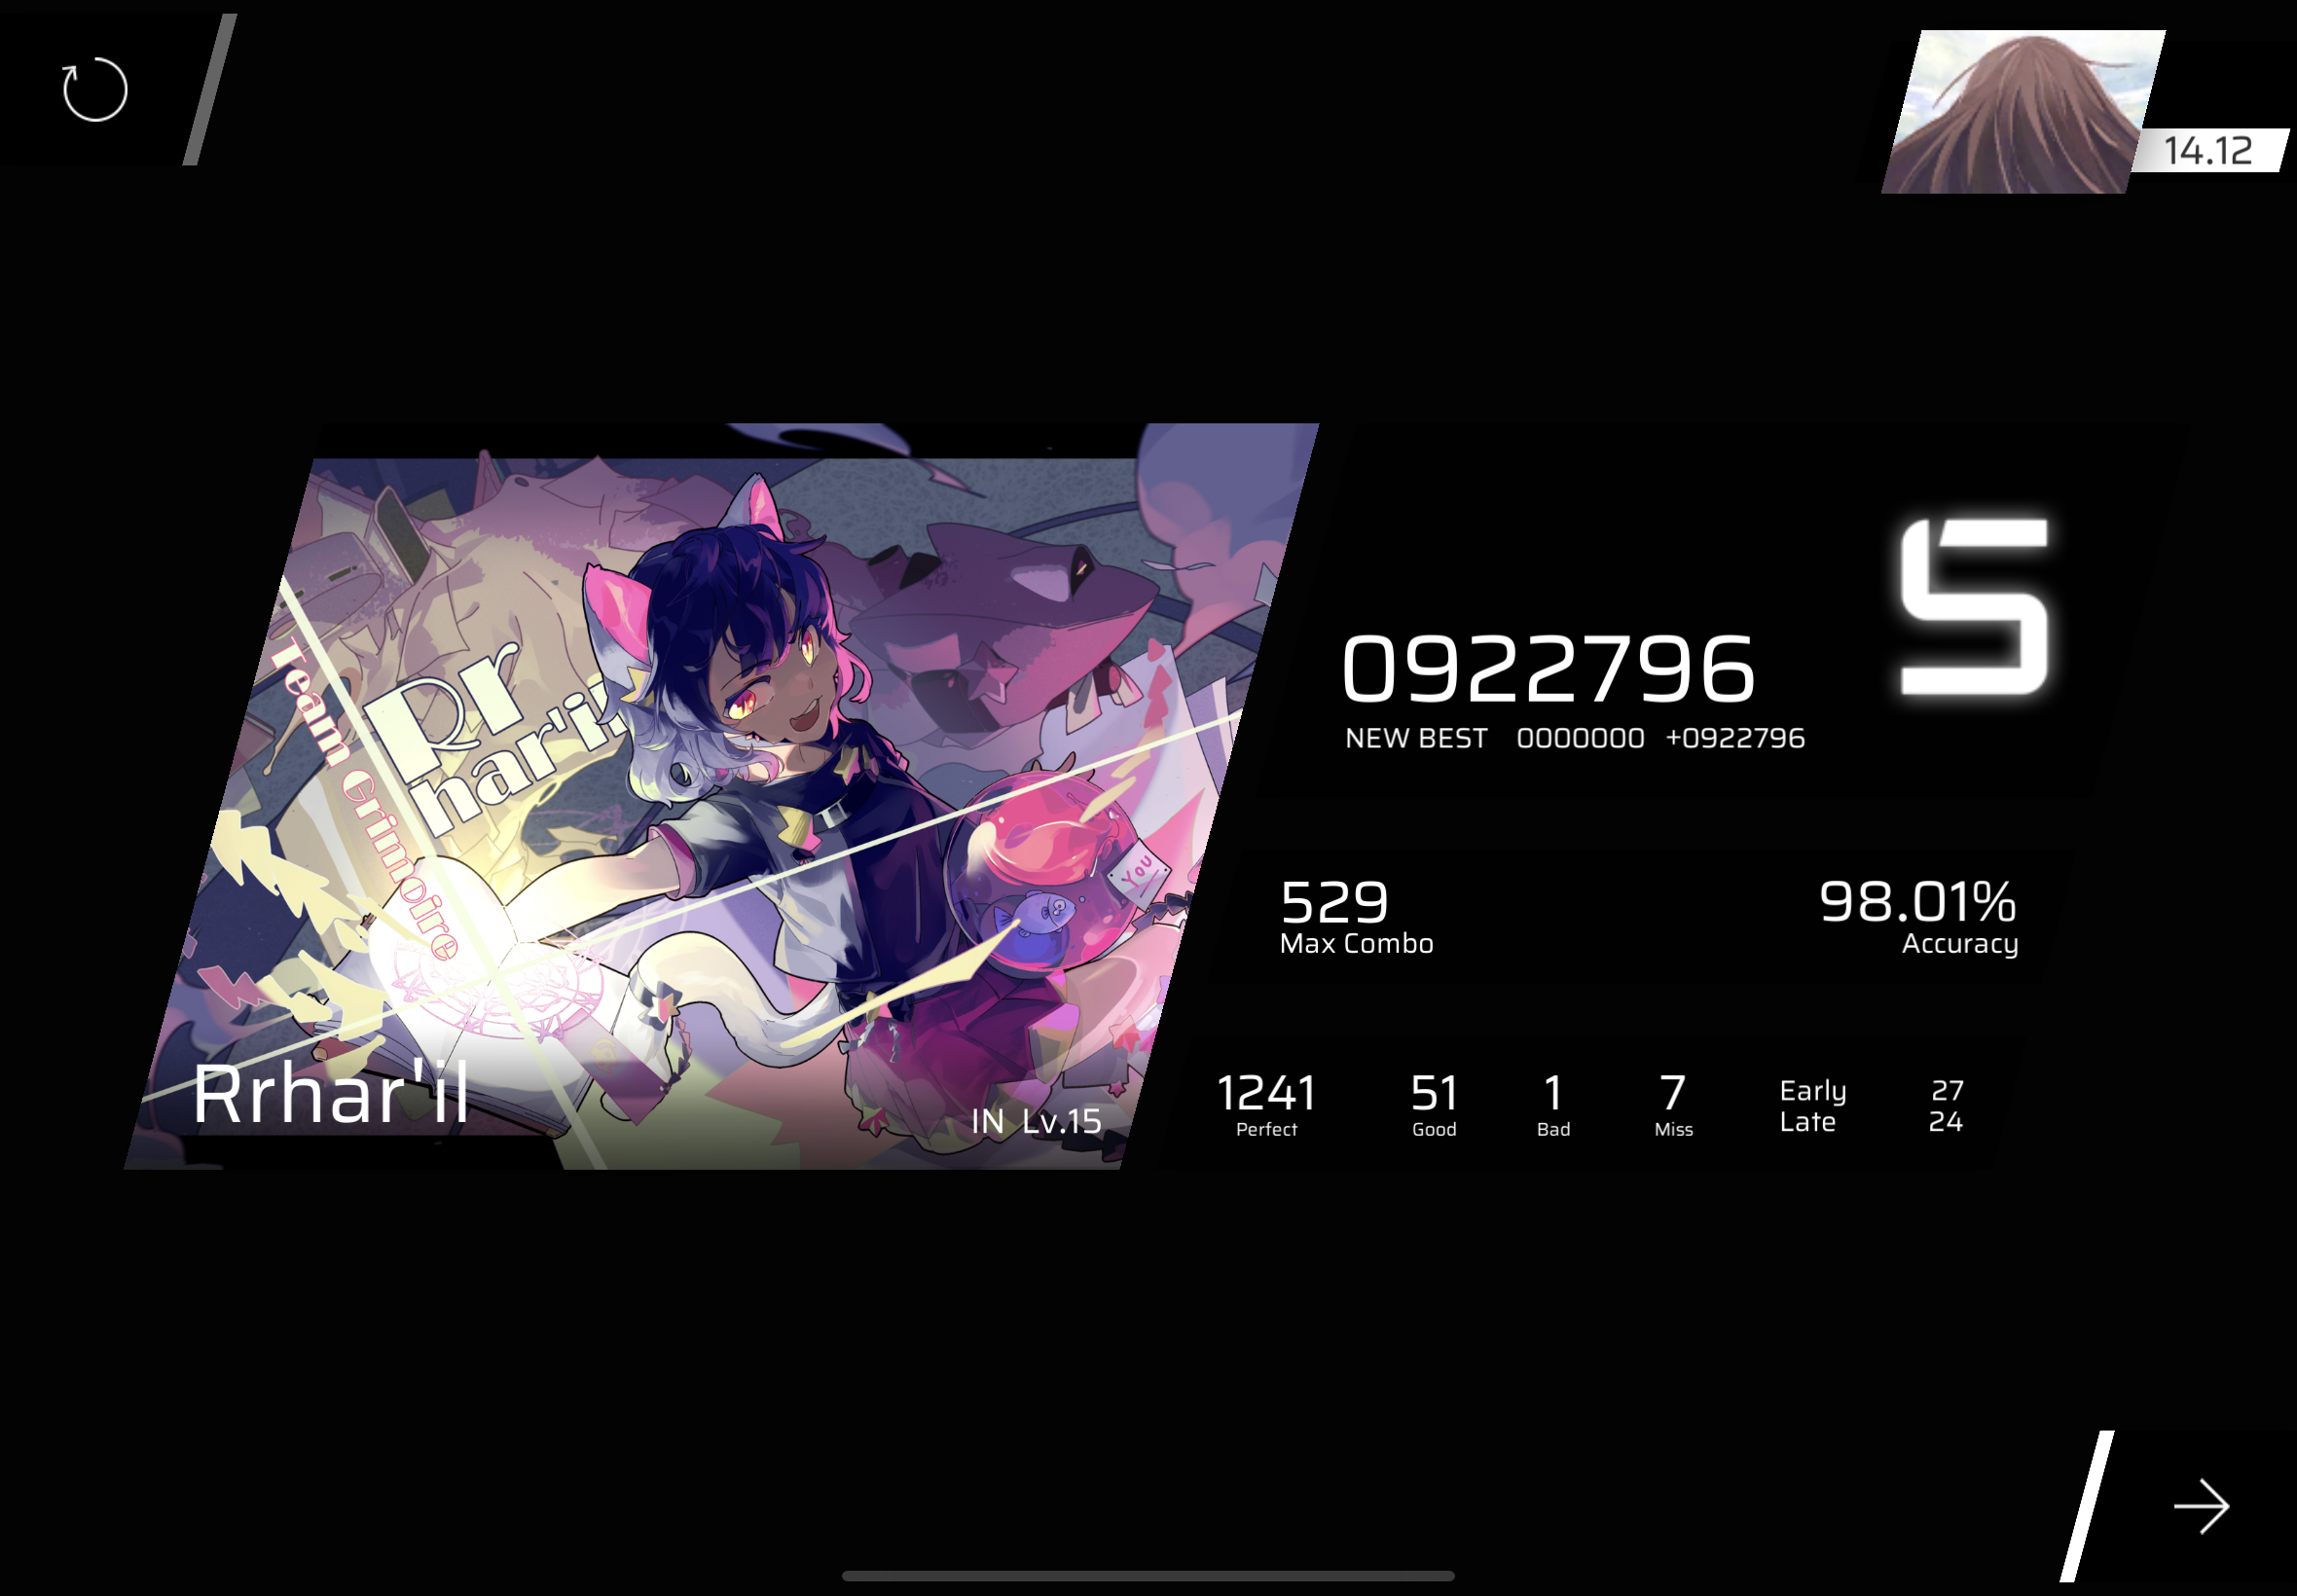 14.12
Team Grimoire
Rr
har'il
You
S
0922796
NEW BEST 0000000 +0922796
529
Max Combo
98.01%
Accuracy
Rrhar'il
IN Lv.15
1241 51 1 7
Perfect Good Bad Miss
Early 27
Late 24